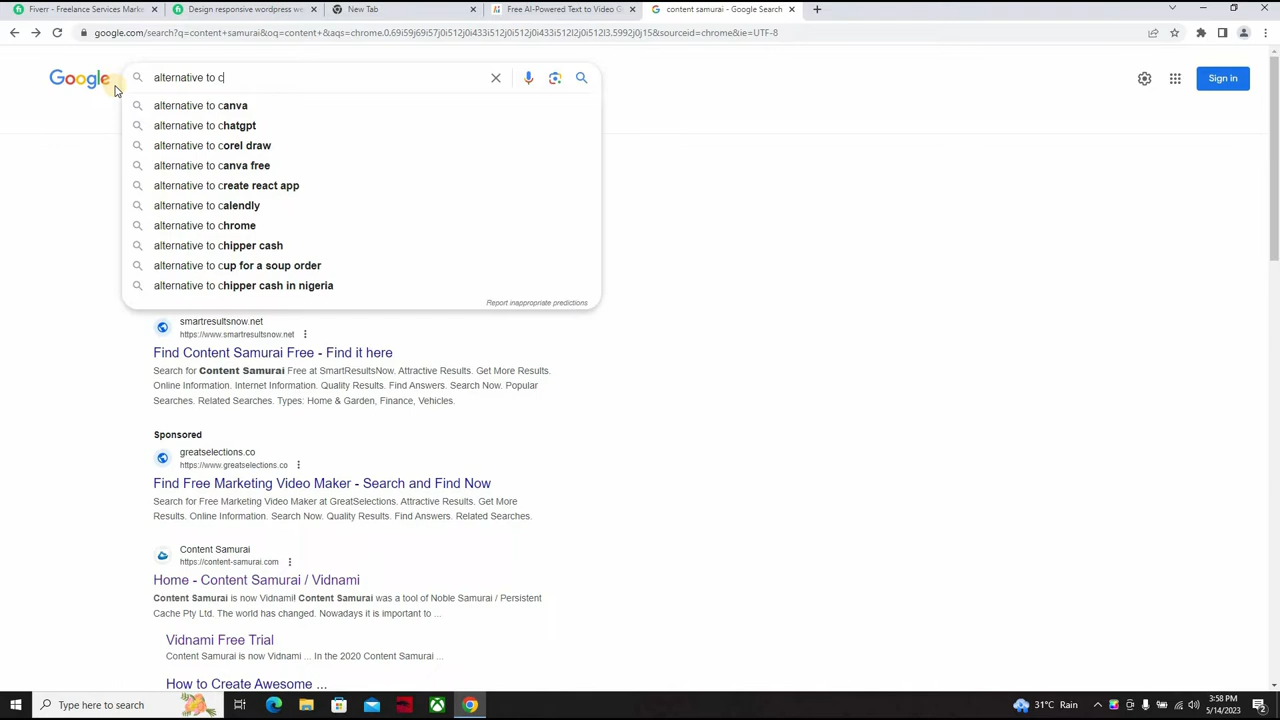 Fiverr - Freelance Services Marke
Design responsive wordpress we
New Tab
Free AI-Powered Text to Video G
content samurai - Google Search
google.com/search?q=content+samurai&oq=content+&aqs=chrome.0.69i59j69i57j0i512j0i433i512j0i512j0i433i512l2j0i512l3.5992j0j15&sourceid=chrome&ie=UTF-8
Google
alternative to c
Sign in
alternative to canva
alternative to chatgpt
alternative to corel draw
alternative to canva free
alternative to create react app
alternative to calendly
alternative to chrome
alternative to chipper cash
alternative to cup for a soup order
alternative to chipper cash in nigeria
Report inappropriate predictions
smartresultsnow.net
https://www.smartresultsnow.net
Find Content Samurai Free - Find it here
Search for Content Samurai Free at SmartResultsNow. Attractive Results. Get More Results.
Online Information. Internet Information. Quality Results. Find Answers. Search Now. Popular
Searches. Related Searches. Types: Home & Garden, Finance, Vehicles.
Sponsored
greatselections.co
https://www.greatselections.co
Find Free Marketing Video Maker - Search and Find Now
Search for Free Marketing Video Maker at GreatSelections. Attractive Results. Get More
Results. Online Information. Search Now. Quality Results. Find Answers. Related Searches.
Content Samurai
https://content-samurai.com
Home - Content Samurai / Vidnami
Content Samurai is now Vidnami! Content Samurai was a tool of Noble Samurai / Persistent
Cache Pty Ltd. The world has changed. Nowadays it is important to ...
Vidnami Free Trial
Content Samurai is now Vidnami ... In the 2020 Content Samurai ...
How to Create Awesome ...
Type here to search
31°C Rain
3:58 PM
5/14/2023
2